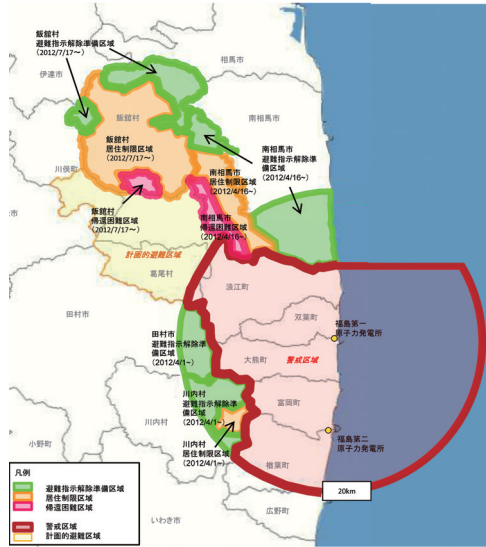 飯舘村
避難指示解除準備区域
(2012/7/17~)
伊達市
相馬市
飯舘村
南相馬市
飯舘村
居住制限区域
(2012/7/17~)
南相馬市
避難指示解除準
備区域
(2012/4/16~)
川俣町
南相馬市
居住制限区域
(2012/4/16~)
飯舘村
帰還困難区域
(2012/7/17~)
南相馬市
帰還困難区域
(2012/4/16~)
計画的避難区域
葛尾村
浪江町
田村市
双葉町
福島第一
原子力発電所
田村市
避難指示解除準
備区域
(2012/4/1~)
大熊町
警戒区域
川内村
避難指示解除準
備区域
(2012/4/1~)
富岡町
川内村
川内村
居住制限区域
(2012/4/1~)
福島第二
原子力発電所
小野町
楢葉町
20km
広野町
いわき市
凡例
避難指示解除準備区域
居住制限区域
帰還困難区域
警戒区域
計画的避難区域